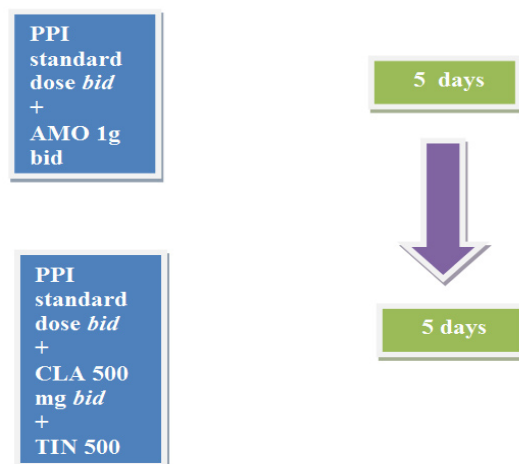 PPI
standard
dose bid
+
AMO 1g
bid
5 days
PPI
standard
dose bid
+
CLA 500
mg bid
+
TIN 500
5 days